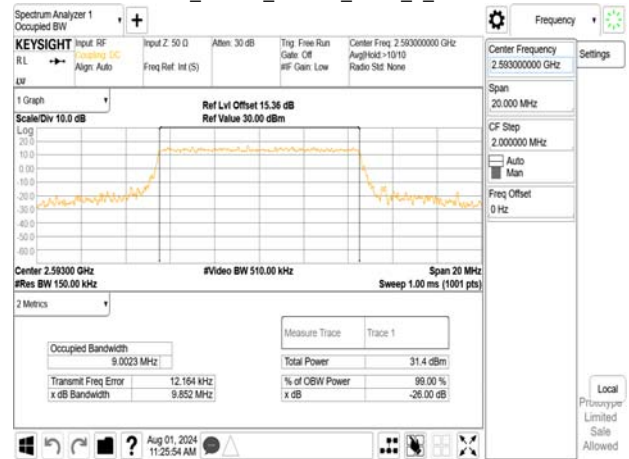 Spectrum Analyzer 1
Occupied BW
Frequency
KEYSIGHT
Input: RF
Coupling: DC
Align: Auto
Input Z: 50 Ω
Freq Ref: Int (S)
Atten: 30 dB
Trig: Free Run
Gate: Off
#IF Gain: Low
Center Freq: 2.593000000 GHz
Avg|Hold:>10/10
Radio Std: None
RL
LU
Center Frequency
2.593000000 GHz
Settings
Span
20.000 MHz
CF Step
2.000000 MHz
Auto
Man
Freq Offset
0 Hz
1 Graph
Scale/Div 10.0 dB
Ref Lvl Offset 15.36 dB
Ref Value 30.00 dBm
Log
20.0
10.0
0.00
-10.0
-20.0
-30.0
-40.0
-50.0
-60.0
Center 2.59300 GHz
#Res BW 150.00 kHz
#Video BW 510.00 kHz
Span 20 MHz
Sweep 1.00 ms (1001 pts)
2 Metrics
Measure Trace Trace 1
Occupied Bandwidth
9.0023 MHz
Total Power 31.4 dBm
Transmit Freq Error 12.164 kHz
% of OBW Power 99.00 %
x dB Bandwidth 9.852 MHz
x dB -26.00 dB
Local
Prototype
Limited
Sale
Allowed
Aug 01, 2024
11:25:54 AM